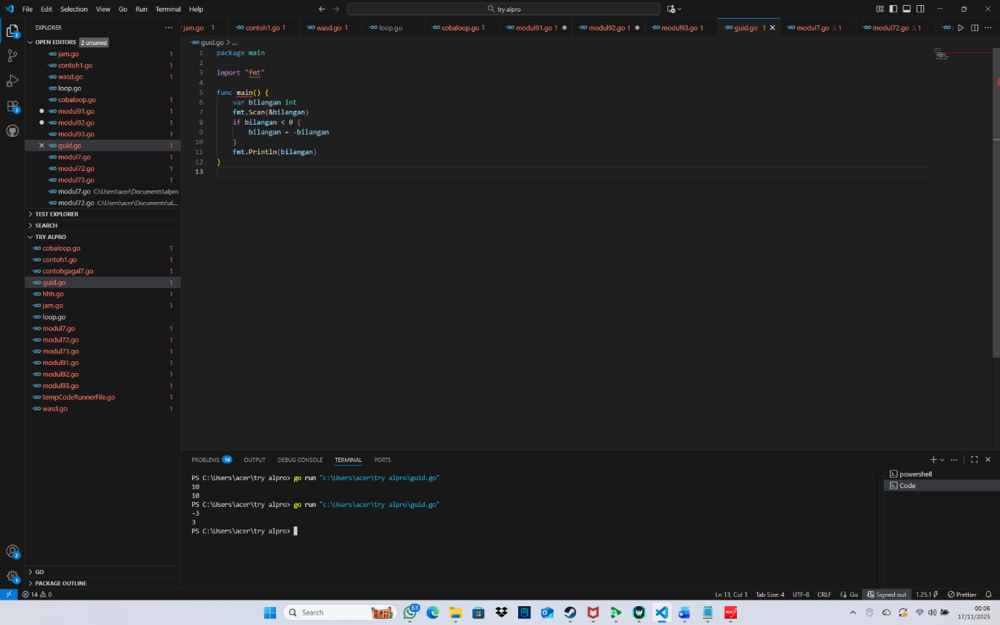 File Edit Selection View Go Run Terminal Help
try alpro
EXPLORER
OPEN EDITORS 2 unsaved
jam.go 1
contoh1.go 1
wasd.go 1
loop.go
cobaloop.go 1
modul91.go 1
modul92.go 1
modul93.go 1
guid.go 1
modul7.go 1
modul72.go 1
modul73.go 1
modul7.go C:\Users\acer\Documents\alpro
modul72.go C:\Users\acer\Documents\al...
TEST EXPLORER
SEARCH
TRY ALPRO
cobaloop.go 1
contoh1.go 1
contohgagal7.go 1
guid.go 1
hhh.go 1
jam.go 1
loop.go
modul7.go 1
modul72.go 1
modul73.go 1
modul91.go 1
modul92.go 1
modul93.go 1
tempCodeRunnerFile.go 1
wasd.go 1
GO
PACKAGE OUTLINE
jam.go 1 contoh1.go 1 wasd.go 1 loop.go cobaloop.go 1 modul91.go 1 modul92.go 1 modul93.go 1 guid.go 1 modul7.go .\ 1 modul72.go .\ 1
guid.go > ...
1 package main
2
3 import "fmt"
4
5 func main() {
6 var bilangan int
7 fmt.Scan(&bilangan)
8 if bilangan < 0 {
9 bilangan = -bilangan
10 }
11 fmt.Println(bilangan)
12 }
13
PROBLEMS 14 OUTPUT DEBUG CONSOLE TERMINAL PORTS
PS C:\Users\acer\try alpro> go run "c:\Users\acer\try alpro\guid.go"
10
10
PS C:\Users\acer\try alpro> go run "c:\Users\acer\try alpro\guid.go"
-3
3
PS C:\Users\acer\try alpro>
powershell
Code
2
3
2
1
14 0 Ln 13, Col 1 Tab Size: 4 UTF-8 CRLF Go Signed out 1.25.1 Prettier
Search
63
00:06
17/11/2025